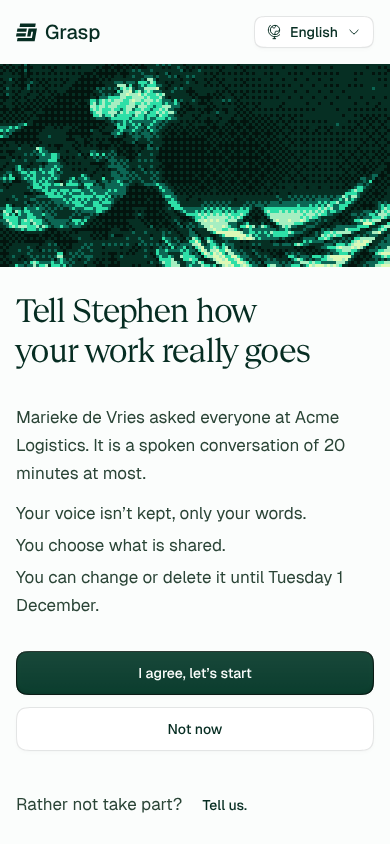 Grasp
English
Tell Stephen how
your work really goes
Marieke de Vries asked everyone at Acme
Logistics. It is a spoken conversation of 20
minutes at most.
Your voice isn’t kept, only your words.
You choose what is shared.
You can change or delete it until Tuesday 1
December.
I agree, let’s start
Not now
Rather not take part? Tell us.